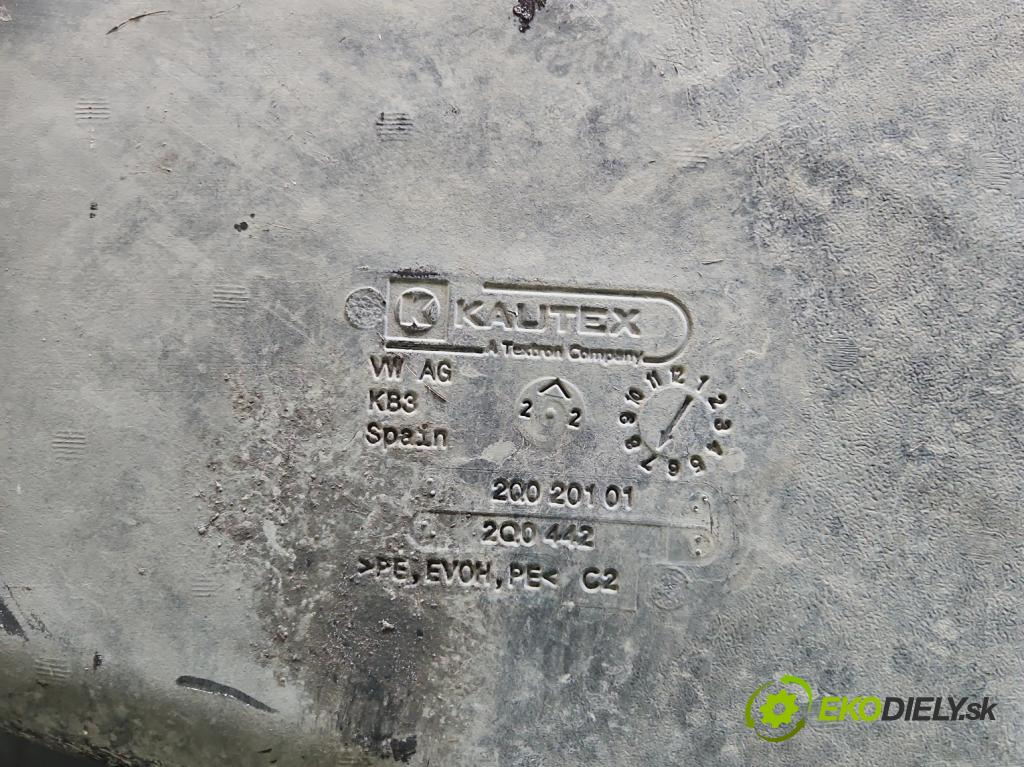 K KAUTEX
A Textron Company
VW AG
KB3
Spain
2 2
12 1 2 3 4 5 6 7 8 9 10 11
2Q0 201 01
2Q0 442
>PE,EVOH,PE< C2
EKODIELY.sk